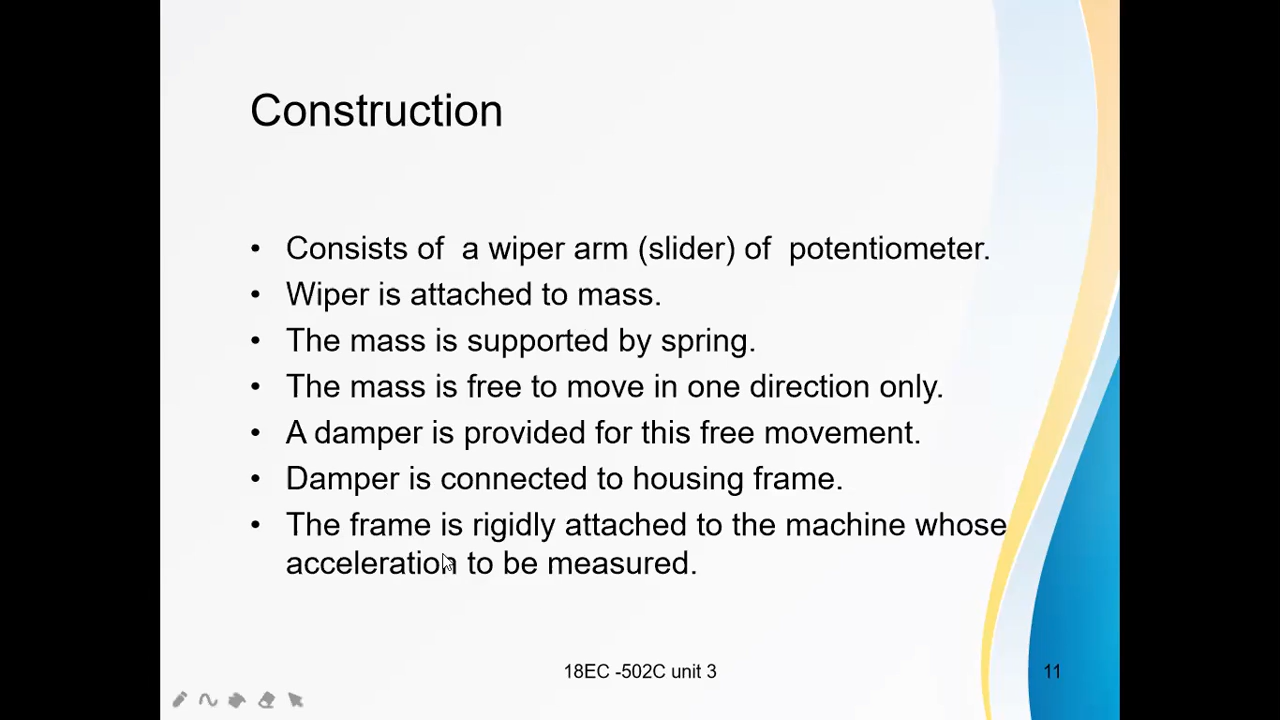 Construction
• Consists of  a wiper arm (slider) of  potentiometer.
• Wiper is attached to mass.
• The mass is supported by spring.
• The mass is free to move in one direction only.
• A damper is provided for this free movement.
• Damper is connected to housing frame.
• The frame is rigidly attached to the machine whose
acceleration to be measured.
18EC -502C unit 3
11